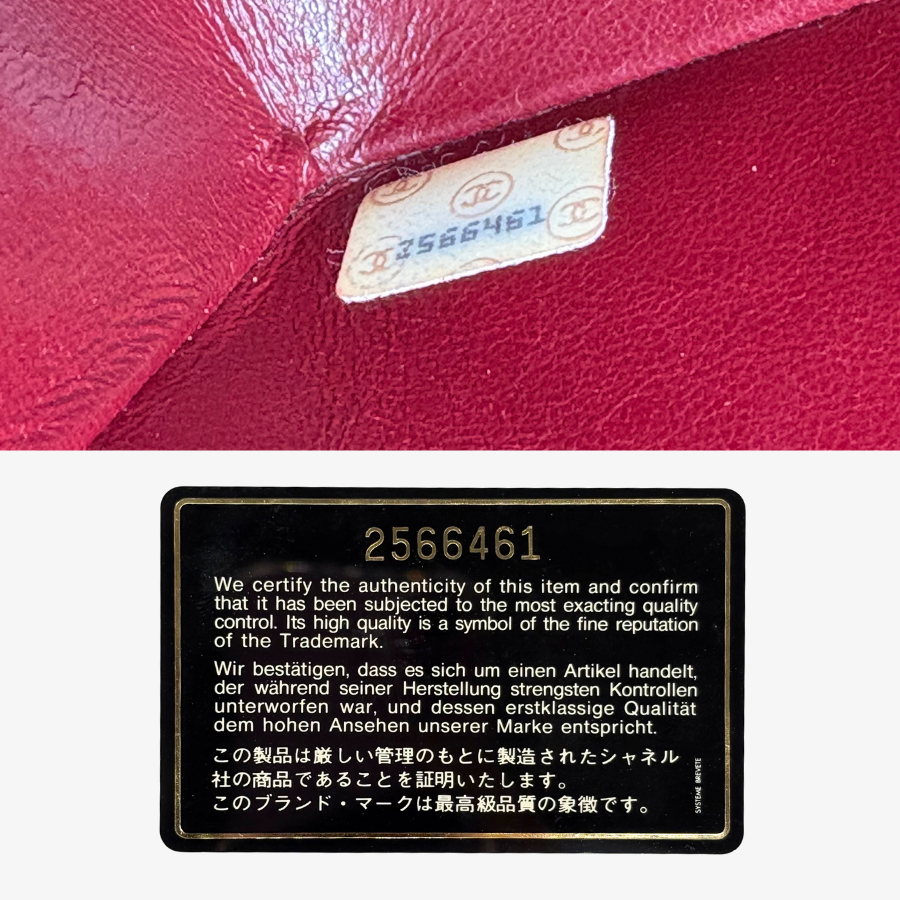 2566461
2566461
We certify the authenticity of this item and confirm
that it has been subjected to the most exacting quality
control. Its high quality is a symbol of the fine reputation
of the Trademark.
Wir bestätigen, dass es sich um einen Artikel handelt,
der während seiner Herstellung strengsten Kontrollen
unterworfen war, und dessen erstklassige Qualität
dem hohen Ansehen unserer Marke entspricht.
この製品は厳しい管理のもとに製造されたシャネル
社の商品であることを証明いたします。
このブランド・マークは最高級品質の象徴です。
SYSTEME BREVETE